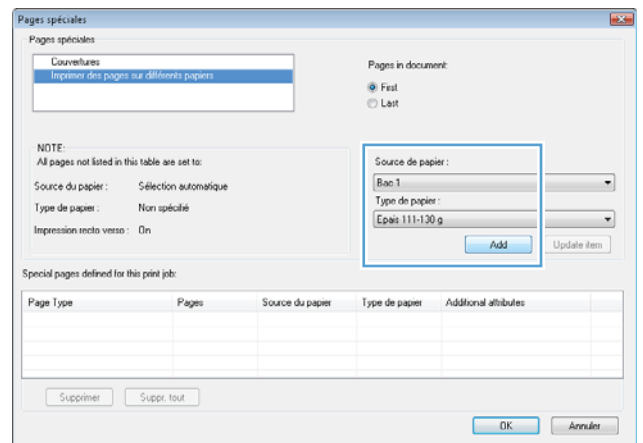 Pages spéciales
Pages spéciales
Couvertures
Imprimer des pages sur différents papiers
Pages in document:
First
Last
NOTE:
All pages not listed in this table are set to:
Source du papier : Sélection automatique
Type de papier : Non spécifié
Impression recto verso : On
Source de papier :
Bac 1
Type de papier :
Epais 111-130 g
Add Update item
Special pages defined for this print job:
Page Type Pages Source du papier Type de papier Additional attributes
Supprimer Suppr. tout
OK Annuler